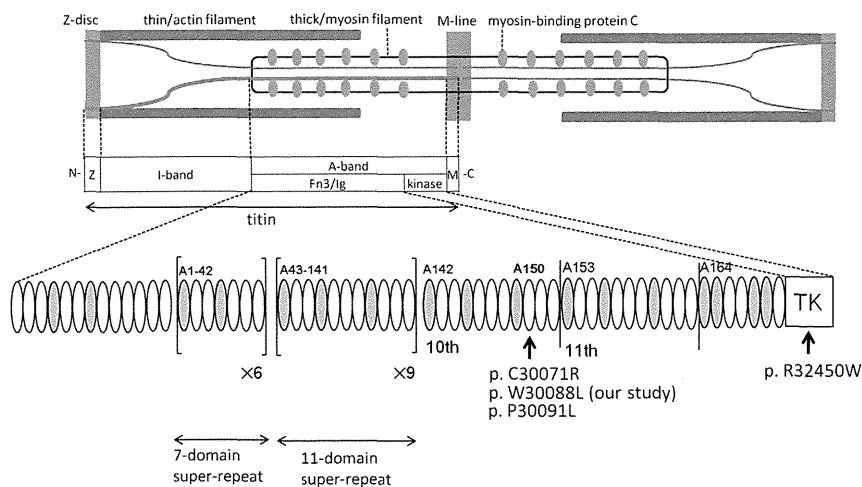 Z-disc thin/actin filament thick/myosin filament M-line myosin-binding protein C
N- Z I-band A-band M -C
Fn3/Ig kinase
titin
A1-42 A43-141 A142 A150 A153 A164
TK
10th 11th
×6 ×9
p. C30071R
p. W30088L (our study)
p. P30091L
p. R32450W
7-domain
super-repeat
11-domain
super-repeat